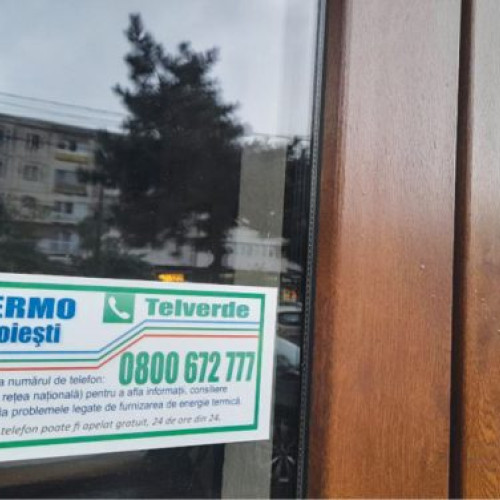 ERMO Telverde
oiești
0800 672 777
a numărul de telefon:
rețea națională) pentru a afla informații, consiliere
la problemele legate de furnizarea de energie termică.
telefon poate fi apelat gratuit, 24 de ore din 24.